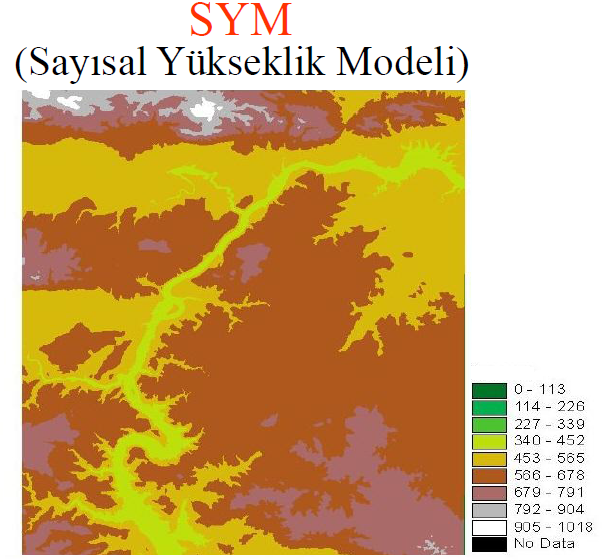 SYM
(Sayısal Yükseklik Modeli)
0 - 113
114 - 226
227 - 339
340 - 452
453 - 565
566 - 678
679 - 791
792 - 904
905 - 1018
No Data